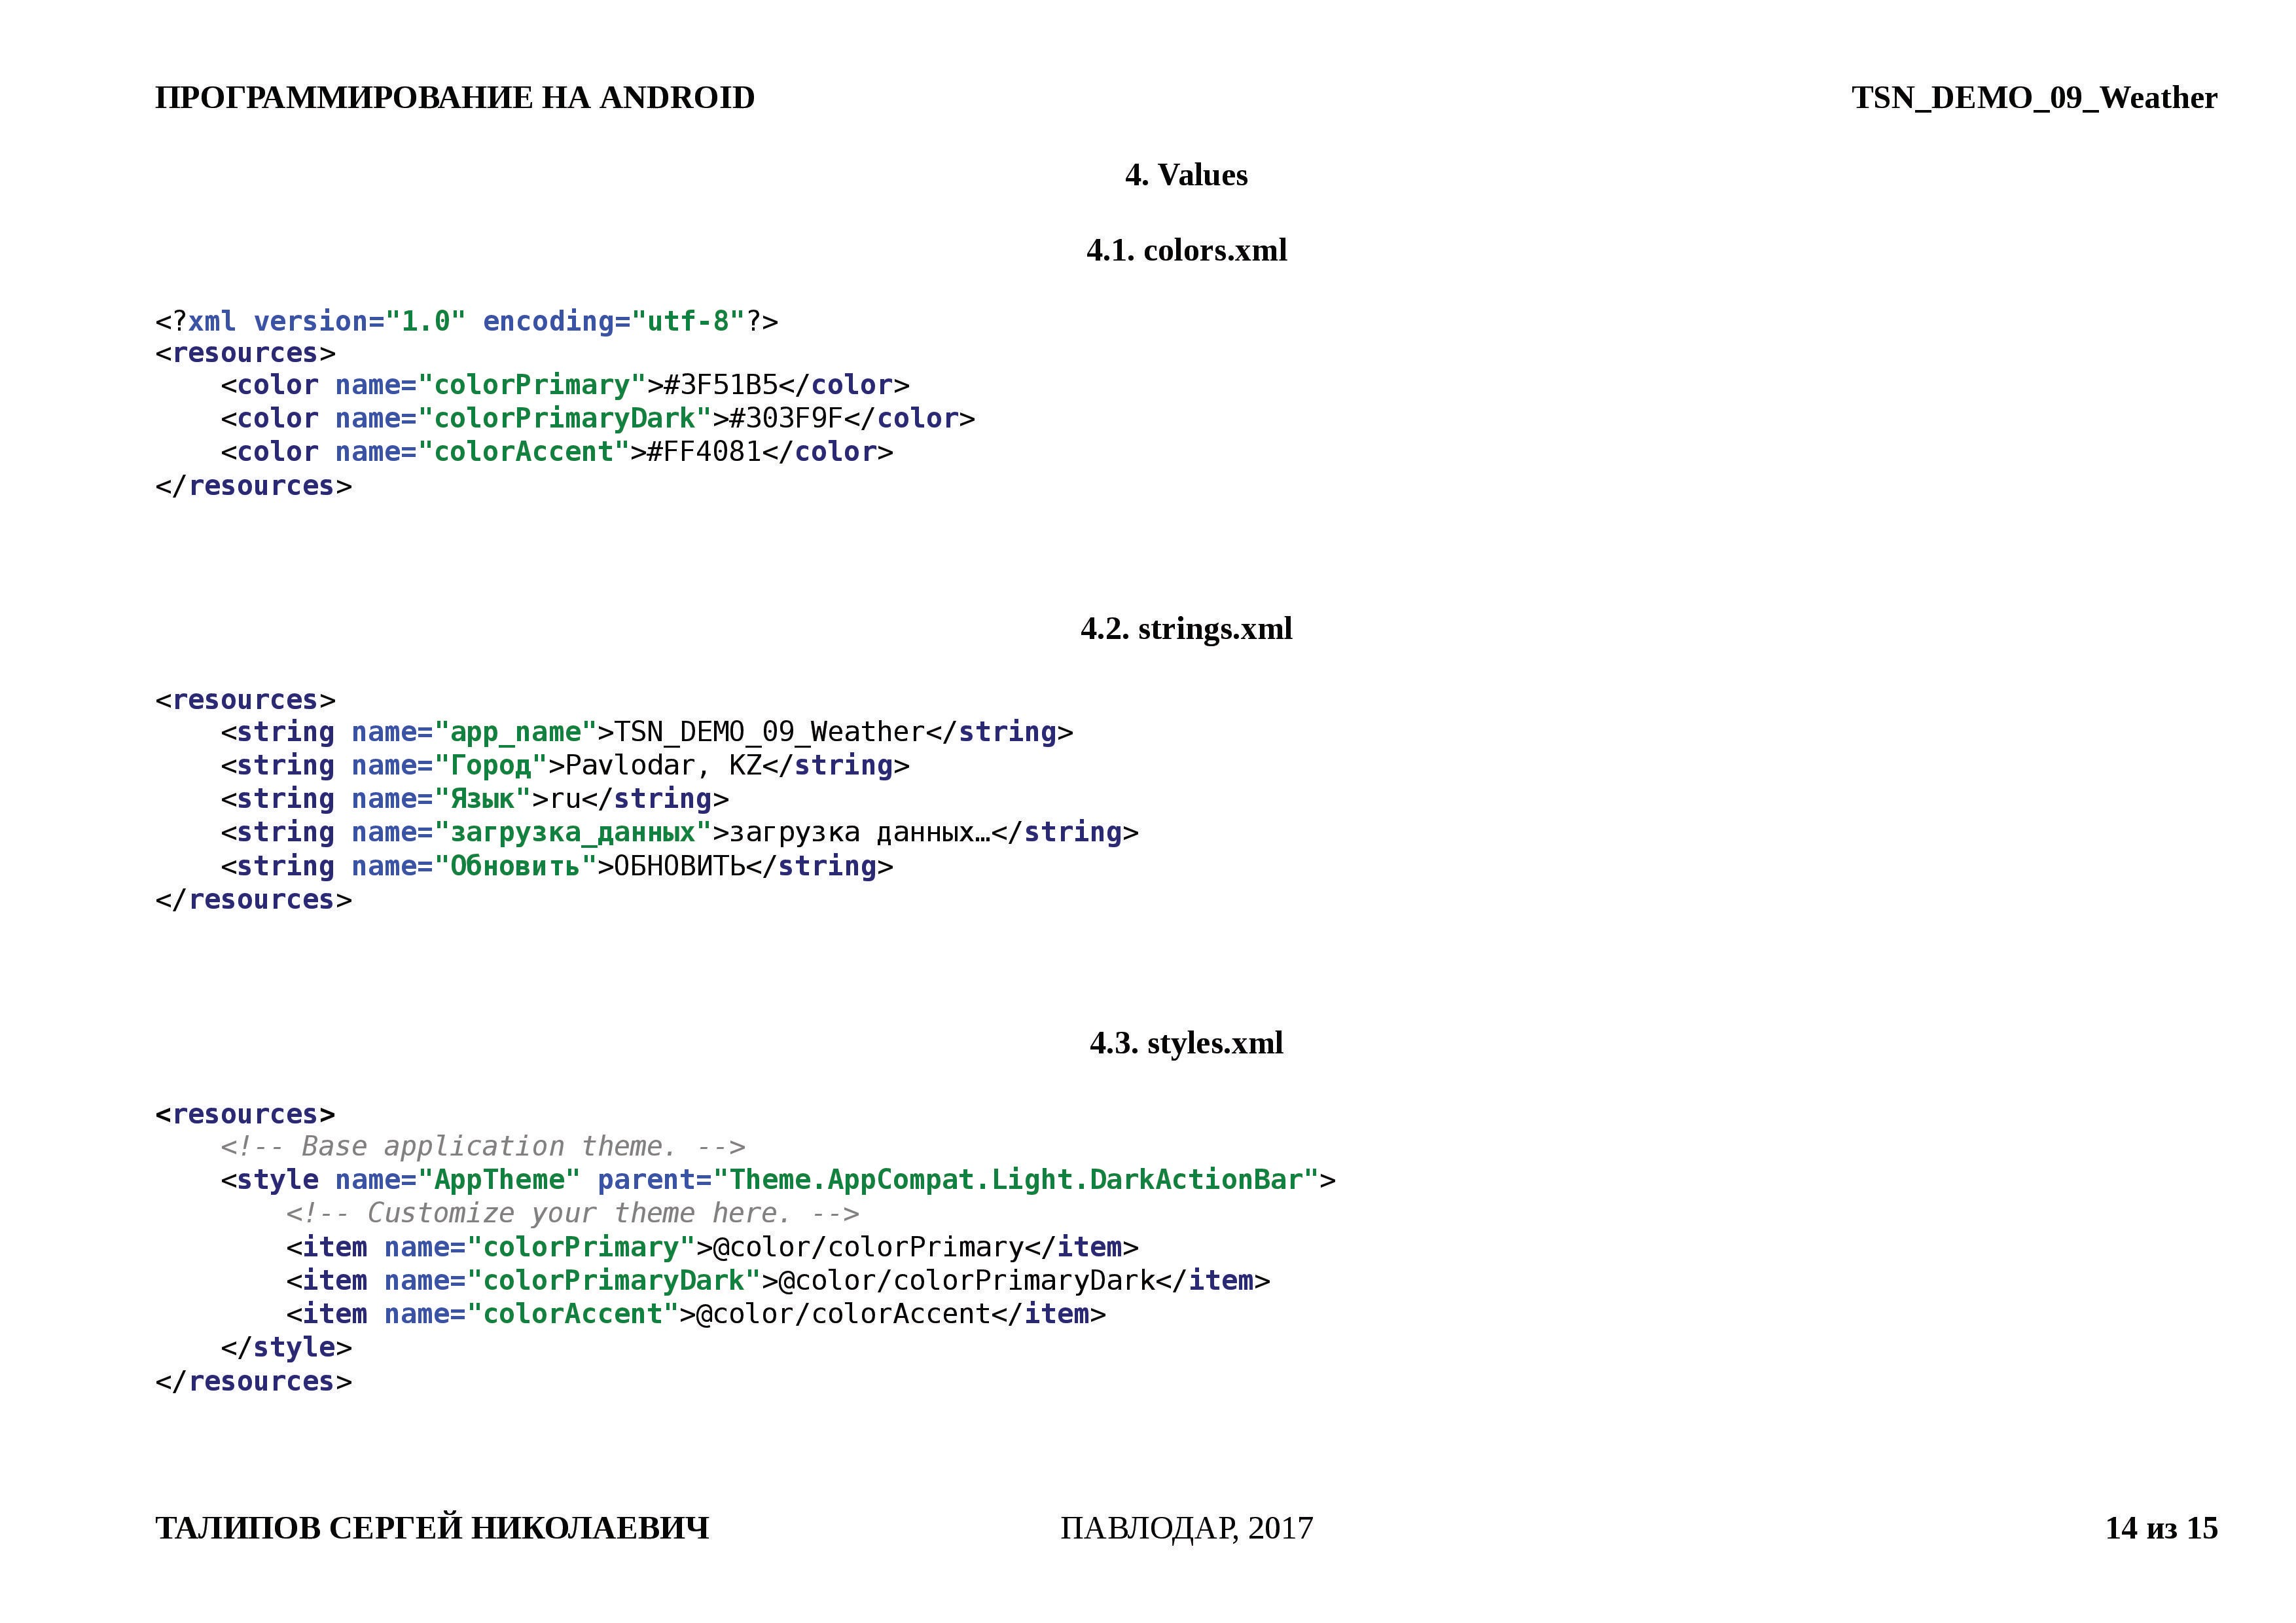 ПРОГРАММИРОВАНИЕ НА ANDROID TSN_DEMO_09_Weather
4. Values
4.1. colors.xml
<?xml version="1.0" encoding="utf-8"?>
<resources>
    <color name="colorPrimary">#3F51B5</color>
    <color name="colorPrimaryDark">#303F9F</color>
    <color name="colorAccent">#FF4081</color>
</resources>
4.2. strings.xml
<resources>
    <string name="app_name">TSN_DEMO_09_Weather</string>
    <string name="Город">Pavlodar, KZ</string>
    <string name="Язык">ru</string>
    <string name="загрузка_данных">загрузка данных…</string>
    <string name="Обновить">ОБНОВИТЬ</string>
</resources>
4.3. styles.xml
<resources>
    <!-- Base application theme. -->
    <style name="AppTheme" parent="Theme.AppCompat.Light.DarkActionBar">
        <!-- Customize your theme here. -->
        <item name="colorPrimary">@color/colorPrimary</item>
        <item name="colorPrimaryDark">@color/colorPrimaryDark</item>
        <item name="colorAccent">@color/colorAccent</item>
    </style>
</resources>
ТАЛИПОВ СЕРГЕЙ НИКОЛАЕВИЧ ПАВЛОДАР, 2017 14 из 15